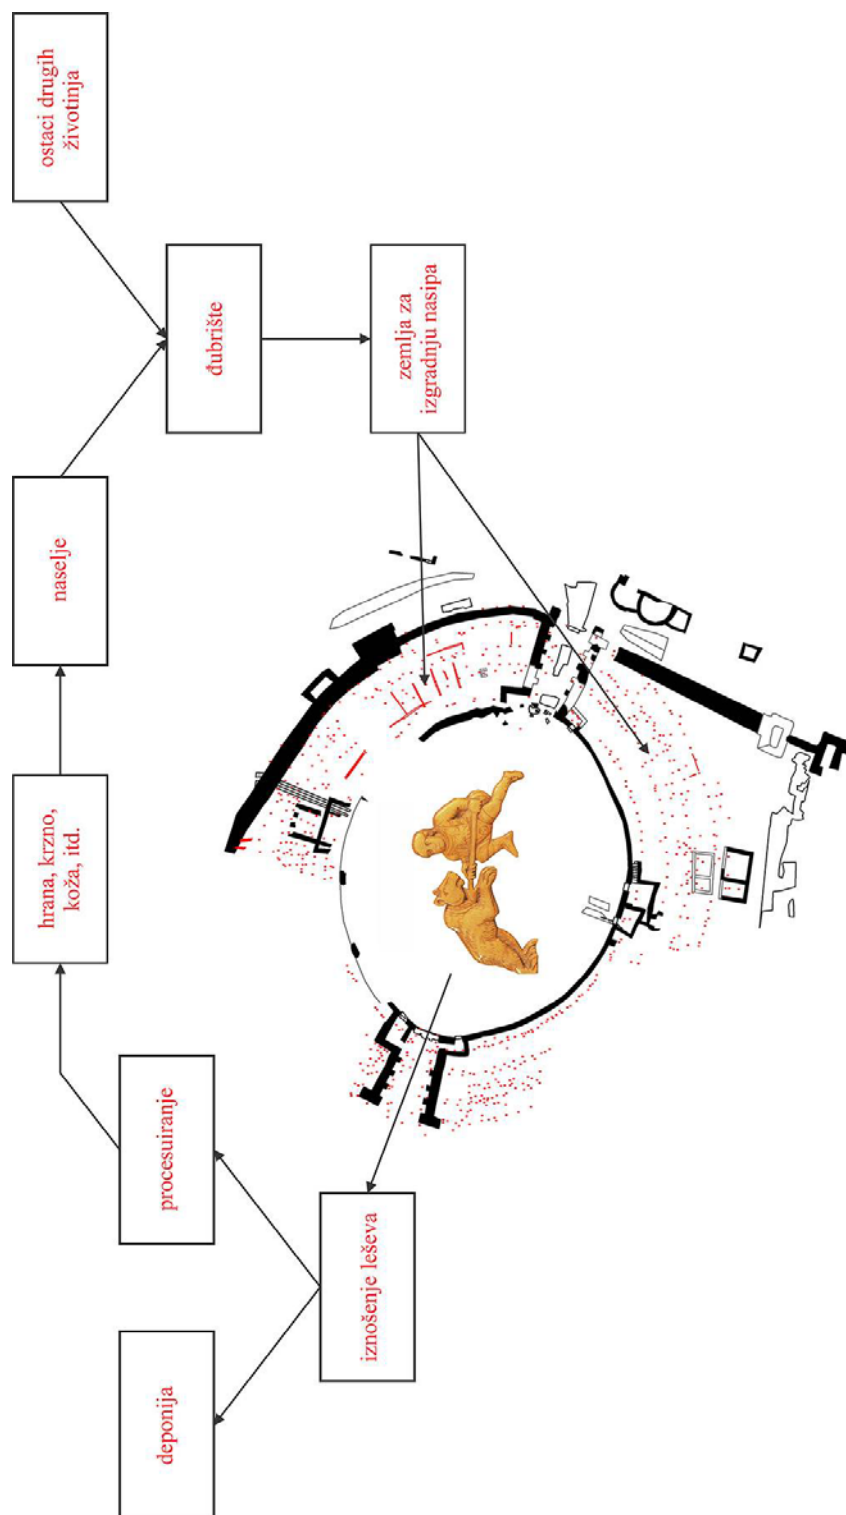 deponija
procesuiranje
iznošenje leševa
hrana, krzno,
koža, itd.
naselje
đubrište
ostaci drugih
životinja
zemlja za
izgradnju nasipa